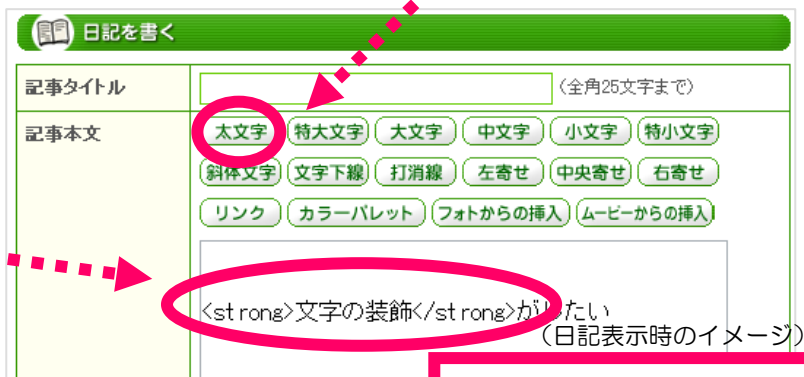 日記を書く
記事タイトル
(全角25文字まで)
記事本文
太文字 特大文字 大文字 中文字 小文字 特小文字
斜体文字 文字下線 打消線 左寄せ 中央寄せ 右寄せ
リンク カラーパレット フォトからの挿入 ムービーからの挿入
<strong>文字の装飾</strong>がしたい
(日記表示時のイメージ)